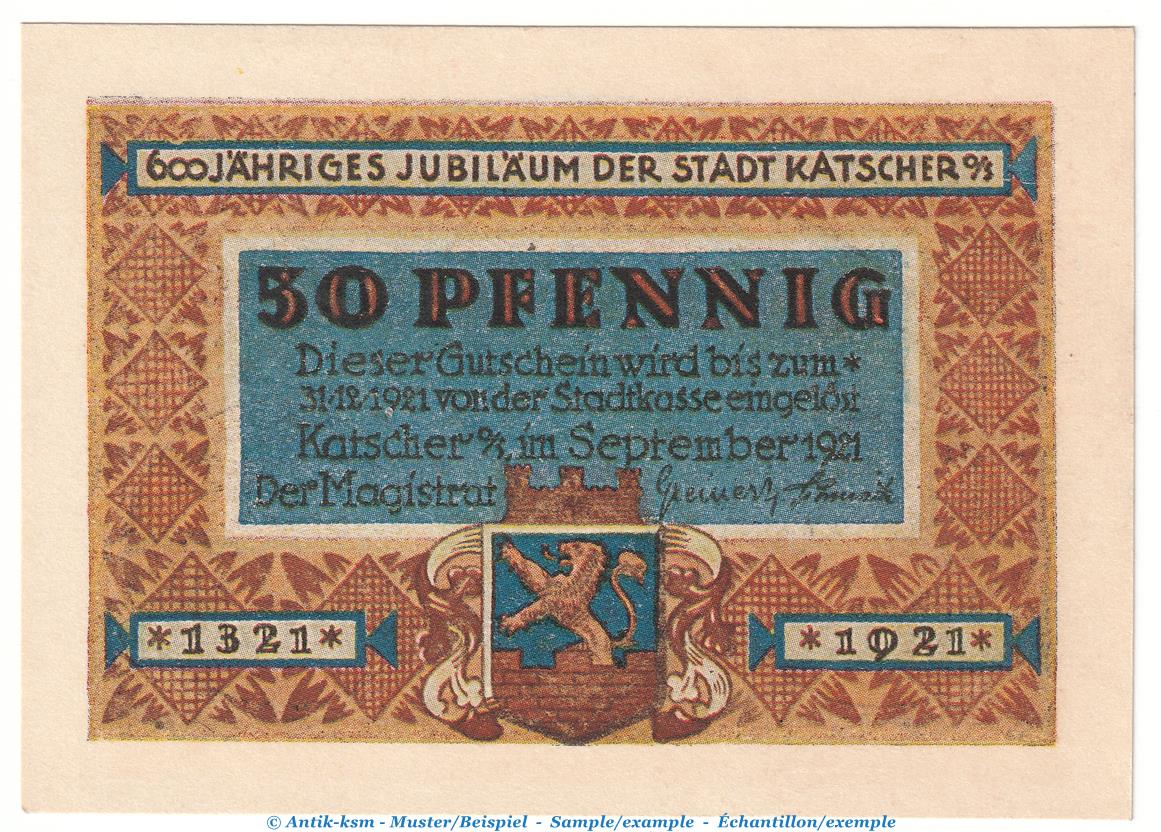 600 JÄHRIGES JUBILÄUM DER STADT KATSCHER O/S
50 PFENNIG
Dieser Gutschein wird bis zum *
31·12·1921 von der Stadtkasse eingelöst
Katscher O/S, im September 1921
Der Magistrat
*1321*
*1921*
© Antik-ksm - Muster/Beispiel - Sample/example - Échantillon/exemple